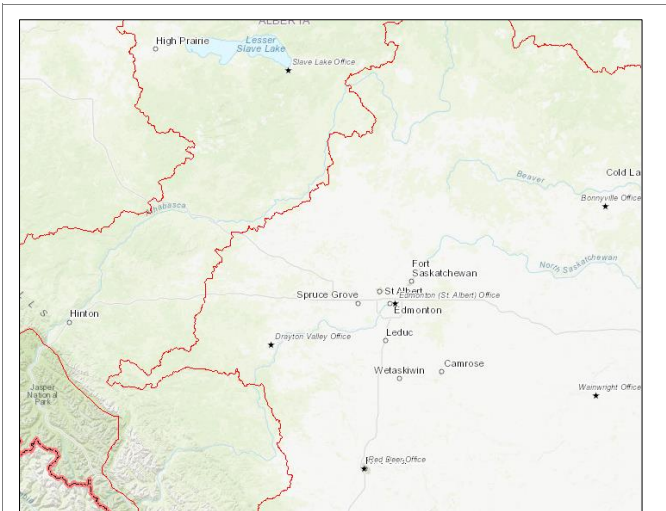 ALBERTA
High Prairie
Lesser
Slave Lake
Slave Lake Office
Cold La
Beaver
Bonnyville Office
Athabasca
Fort
Saskatchewan
North Saskatchewan
St Albert
Spruce Grove
Edmonton (St. Albert) Office
Edmonton
Hinton
L L S
Leduc
Drayton Valley Office
Camrose
Wetaskiwin
Jasper
National
Park
Wainwright Office
Red Deer Office